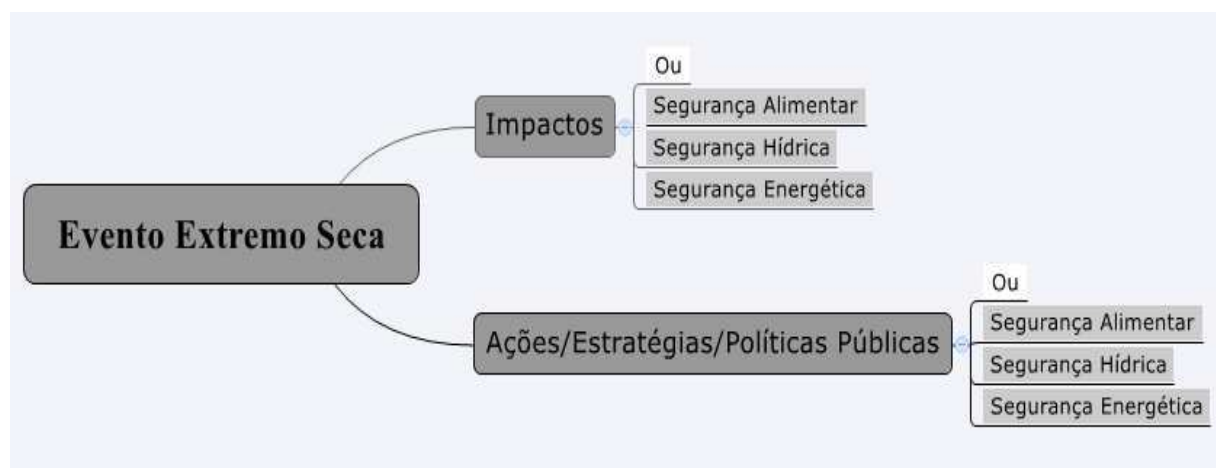 Evento Extremo Seca
Impactos
Ou
Segurança Alimentar
Segurança Hídrica
Segurança Energética
Ações/Estratégias/Políticas Públicas
Ou
Segurança Alimentar
Segurança Hídrica
Segurança Energética